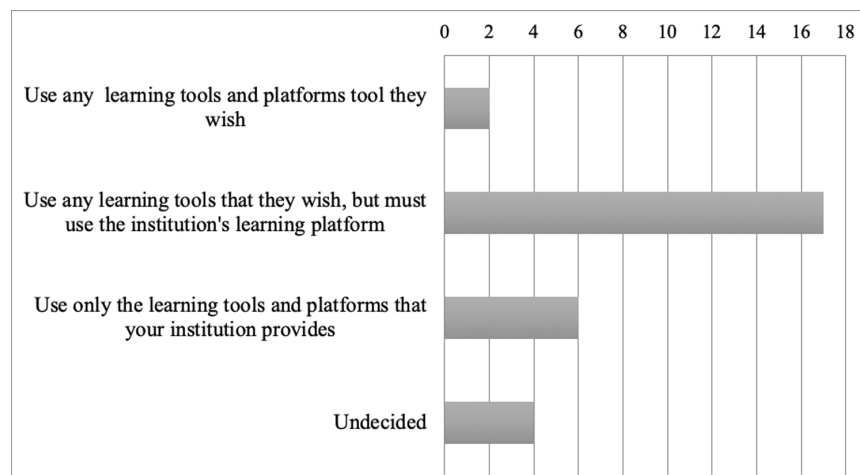 0 2 4 6 8 10 12 14 16 18
Use any learning tools and platforms tool they
wish
Use any learning tools that they wish, but must
use the institution's learning platform
Use only the learning tools and platforms that
your institution provides
Undecided